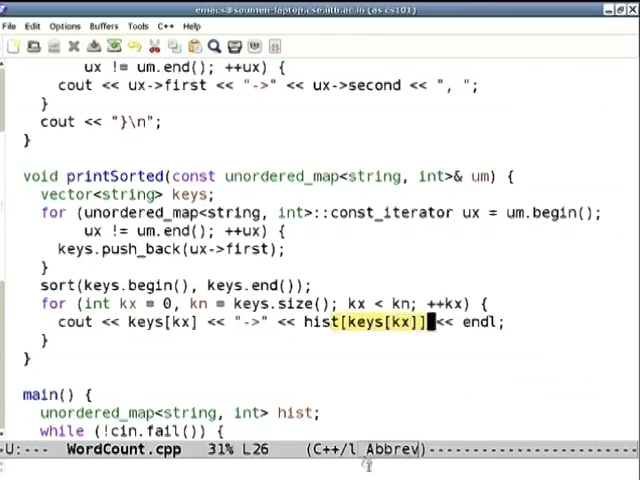 emacs@soumen-laptop.cse.iitb.ac.in (as cs101)
File Edit Options Buffers Tools C++ Help
ux != um.end(); ++ux) {
cout << ux->first << "->" << ux->second << ", ";
}
cout << "}\n";
}
void printSorted(const unordered_map<string, int>& um) {
vector<string> keys;
for (unordered_map<string, int>::const_iterator ux = um.begin();
ux != um.end(); ++ux) {
keys.push_back(ux->first);
}
sort(keys.begin(), keys.end());
for (int kx = 0, kn = keys.size(); kx < kn; ++kx) {
cout << keys[kx] << "->" << hist[keys[kx]] << endl;
}
}
main() {
unordered_map<string, int> hist;
while (!cin.fail()) {
-U:--- WordCount.cpp 31% L26 (C++/l Abbrev)